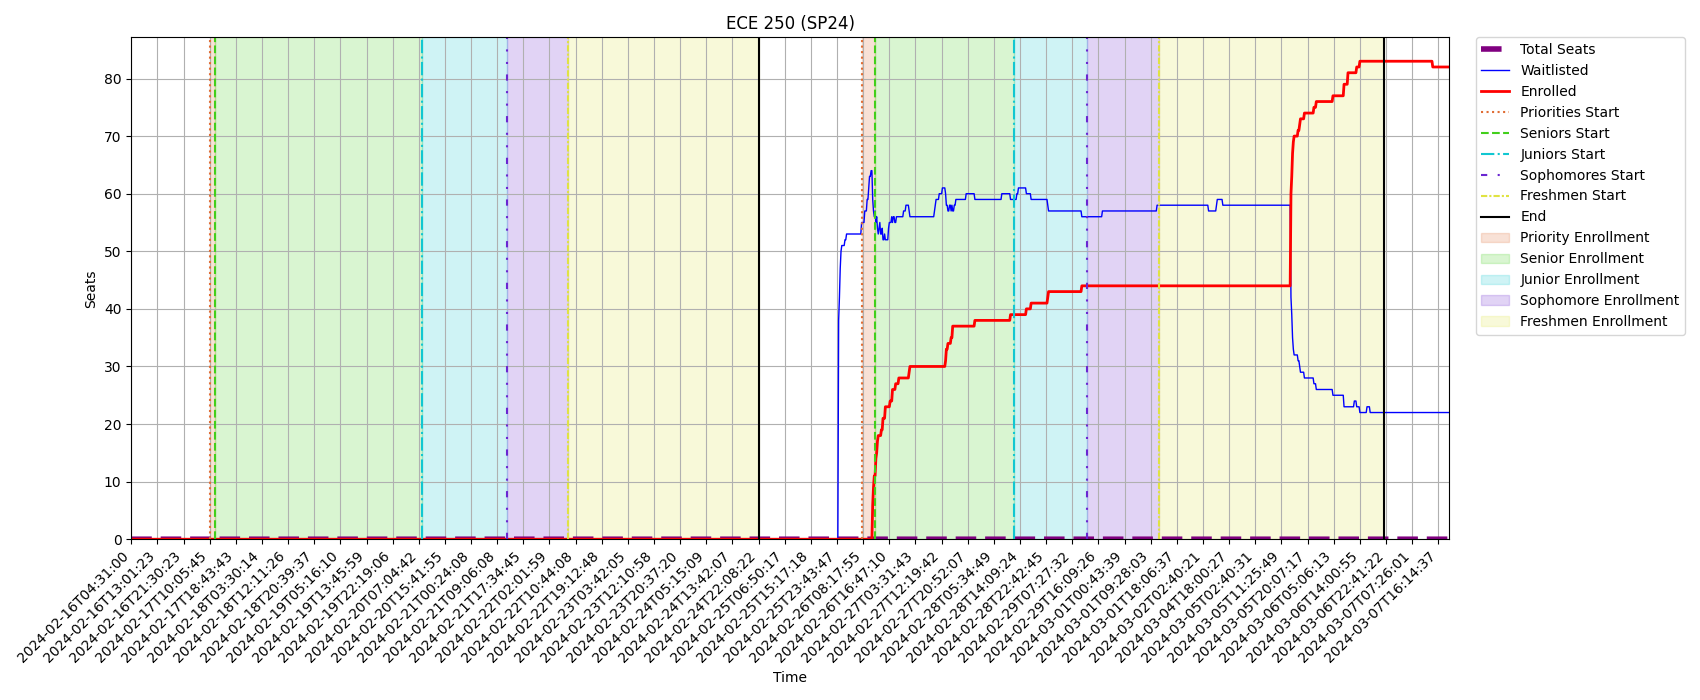 ECE 250 (SP24)
Total Seats
Waitlisted
Enrolled
Priorities Start
Seniors Start
Juniors Start
Sophomores Start
Freshmen Start
End
Priority Enrollment
Senior Enrollment
Junior Enrollment
Sophomore Enrollment
Freshmen Enrollment
Seats
80
70
60
50
40
30
20
10
0
2024-02-16T04:31:00
2024-02-16T13:01:23
2024-02-16T21:30:23
2024-02-17T10:05:45
2024-02-17T18:43:43
2024-02-18T03:30:14
2024-02-18T12:11:26
2024-02-18T20:39:37
2024-02-19T05:16:10
2024-02-19T13:45:59
2024-02-19T22:19:06
2024-02-20T07:04:42
2024-02-20T15:41:55
2024-02-21T00:24:08
2024-02-21T09:06:08
2024-02-21T17:34:45
2024-02-22T02:01:59
2024-02-22T10:44:08
2024-02-22T19:12:48
2024-02-23T03:42:05
2024-02-23T12:10:58
2024-02-23T20:37:20
2024-02-24T05:15:09
2024-02-24T13:42:07
2024-02-24T22:08:22
2024-02-25T06:50:17
2024-02-25T15:17:18
2024-02-25T23:43:47
2024-02-26T08:17:55
2024-02-26T16:47:10
2024-02-27T03:31:43
2024-02-27T12:19:42
2024-02-27T20:52:07
2024-02-28T05:34:49
2024-02-28T14:09:24
2024-02-28T22:42:45
2024-02-29T07:27:32
2024-02-29T16:09:26
2024-03-01T00:43:39
2024-03-01T09:28:03
2024-03-01T18:06:37
2024-03-02T02:40:21
2024-03-04T18:00:27
2024-03-05T02:40:31
2024-03-05T11:25:49
2024-03-05T20:07:17
2024-03-06T05:06:13
2024-03-06T14:00:55
2024-03-06T22:41:22
2024-03-07T07:26:01
2024-03-07T16:14:37
Time